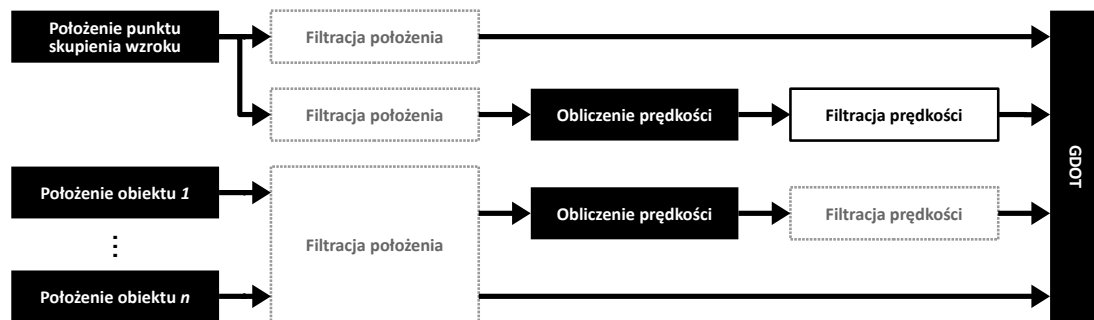 Położenie punktu
skupienia wzroku
Filtracja położenia
Filtracja położenia
Obliczenie prędkości
Filtracja prędkości
Położenie obiektu 1
Filtracja położenia
Obliczenie prędkości
Filtracja prędkości
...
Położenie obiektu n
GDOT